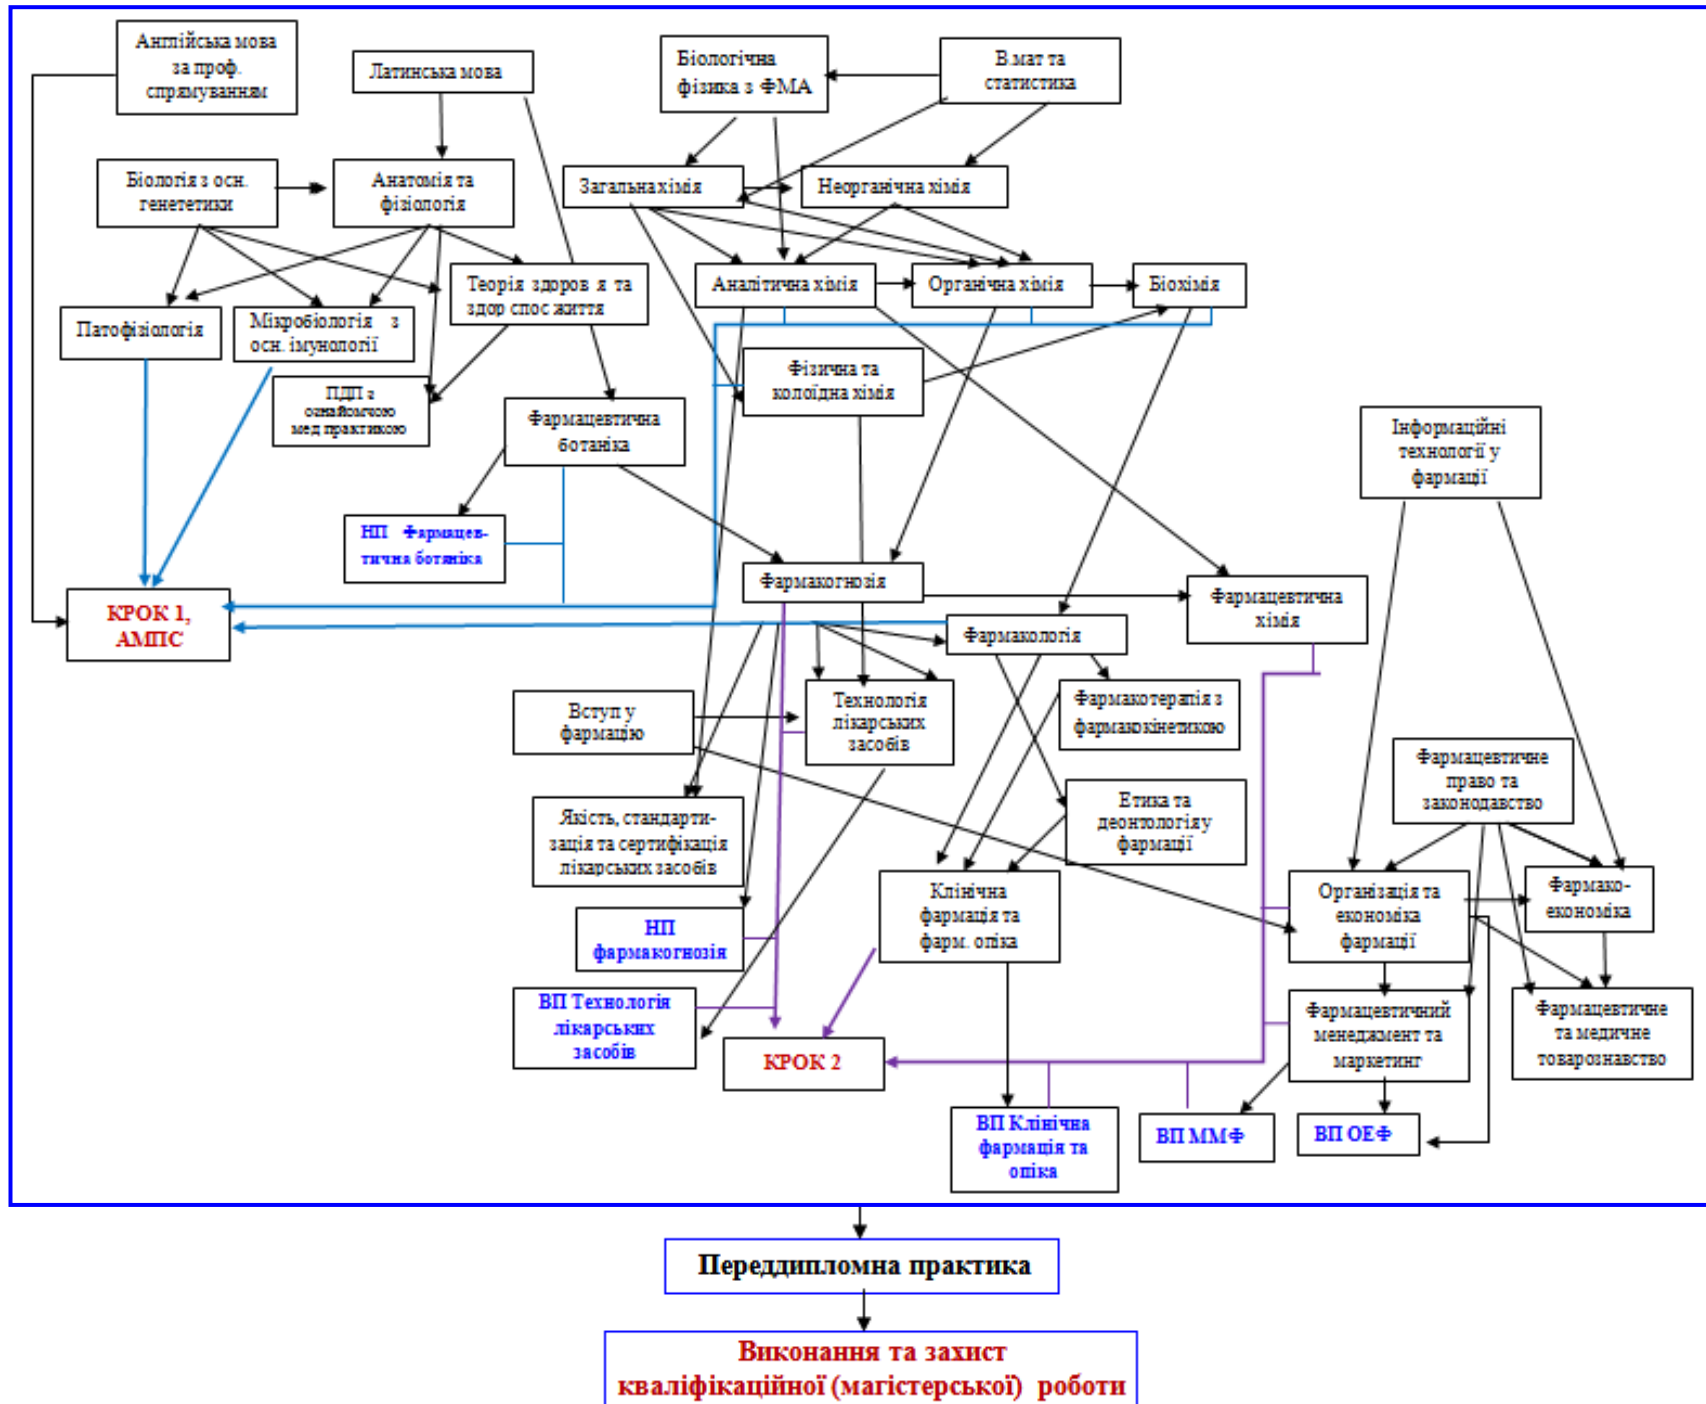 Англійська мова
за проф.
спрямуванням
Латинська мова
Біологічна
фізика з ФМА
В.мат та
статистика
Біологія з осн.
генететики
Анатомія та
фізіологія
Загальна хімія
Неорганічна хімія
Патофізіологія
Мікробіологія з
осн. імунології
Теорія здоров я та
здор спос життя
Аналітична хімія
Органічна хімія
Біохімія
ПДП з
ознайомчою
мед практикою
Фармацевтична
ботаніка
Фізична та
колоїдна хімія
Інформаційні
технології у
фармації
НП Фармацев-
тична ботаніка
Фармакогнозія
Фармацевтична
хімія
КРОК 1,
АМПС
Фармакологія
Вступ у
фармацію
Технологія
лікарських
засобів
Фармакотерапія з
фармакокінетикою
Фармацевтичне
право та
законодавство
Якість, стандарти-
зація та сертифікація
лікарських засобів
Етика та
деонтологія у
фармації
НП
фармакогнозія
Клінічна
фармація та
фарм. опіка
Організація та
економіка
фармації
Фармако-
економіка
ВП Технологія
лікарських
засобів
КРОК 2
Фармацевтичний
менеджмент та
маркетинг
Фармацевтичне
та медичне
товарознавство
ВП Клінічна
фармація та
опіка
ВП ММФ
ВП ОЕФ
Переддипломна практика
Виконання та захист
кваліфікаційної (магістерської) роботи